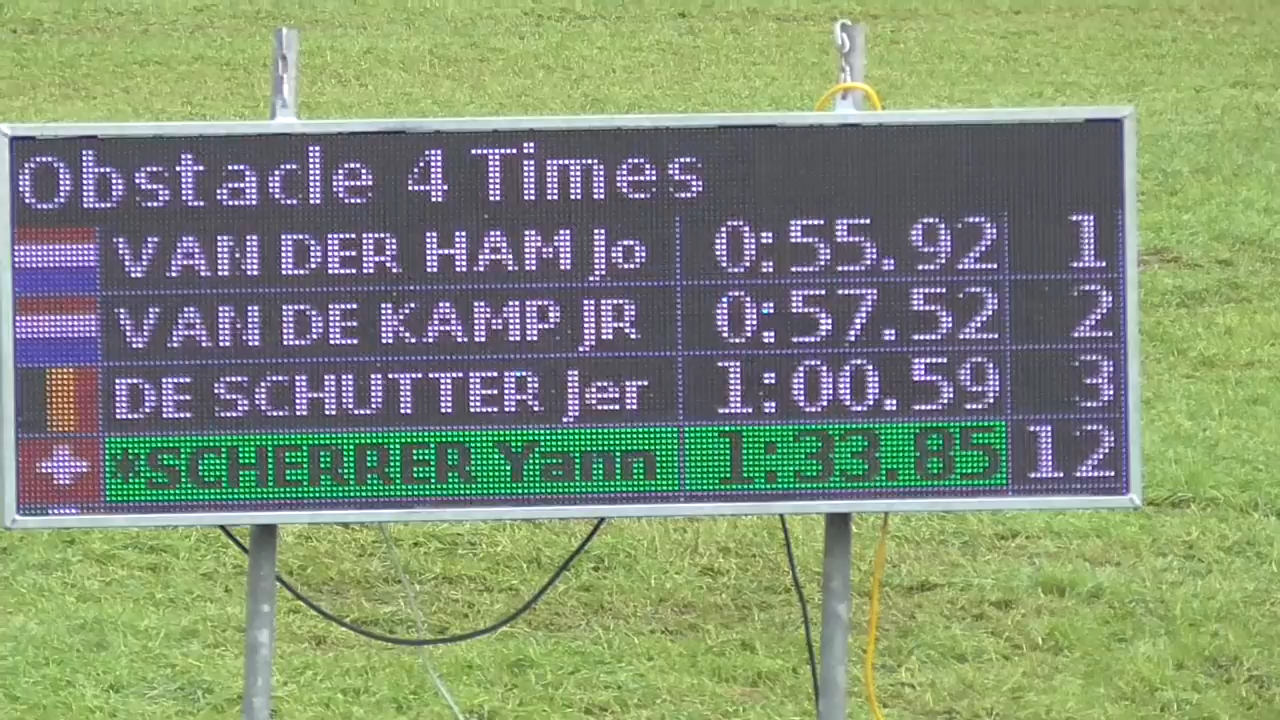 Obstacle 4 Times
VAN DER HAM Jo 0:55.92 1
VAN DE KAMP JR 0:57.52 2
DE SCHUTTER Jer 1:00.59 3
*SCHERRER Yann 1:33.85 12